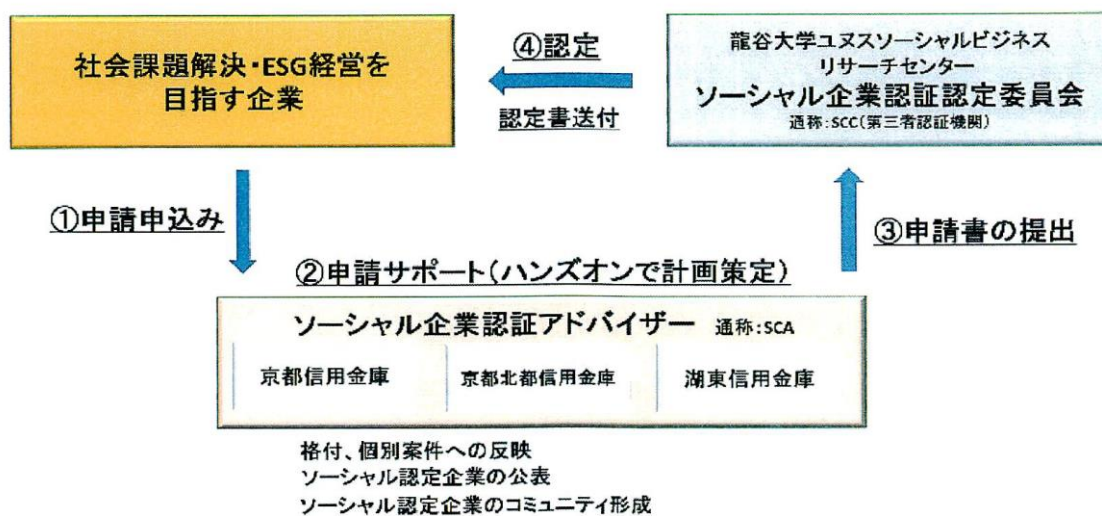 社会課題解決・ESG経営を
目指す企業
④認定
認定書送付
龍谷大学ユヌスソーシャルビジネス
リサーチセンター
ソーシャル企業認証認定委員会
通称:SCC(第三者認証機関)
①申請申込み
③申請書の提出
②申請サポート(ハンズオンで計画策定)
ソーシャル企業認証アドバイザー 通称:SCA
京都信用金庫
京都北都信用金庫
湖東信用金庫
格付、個別案件への反映
ソーシャル認定企業の公表
ソーシャル認定企業のコミュニティ形成